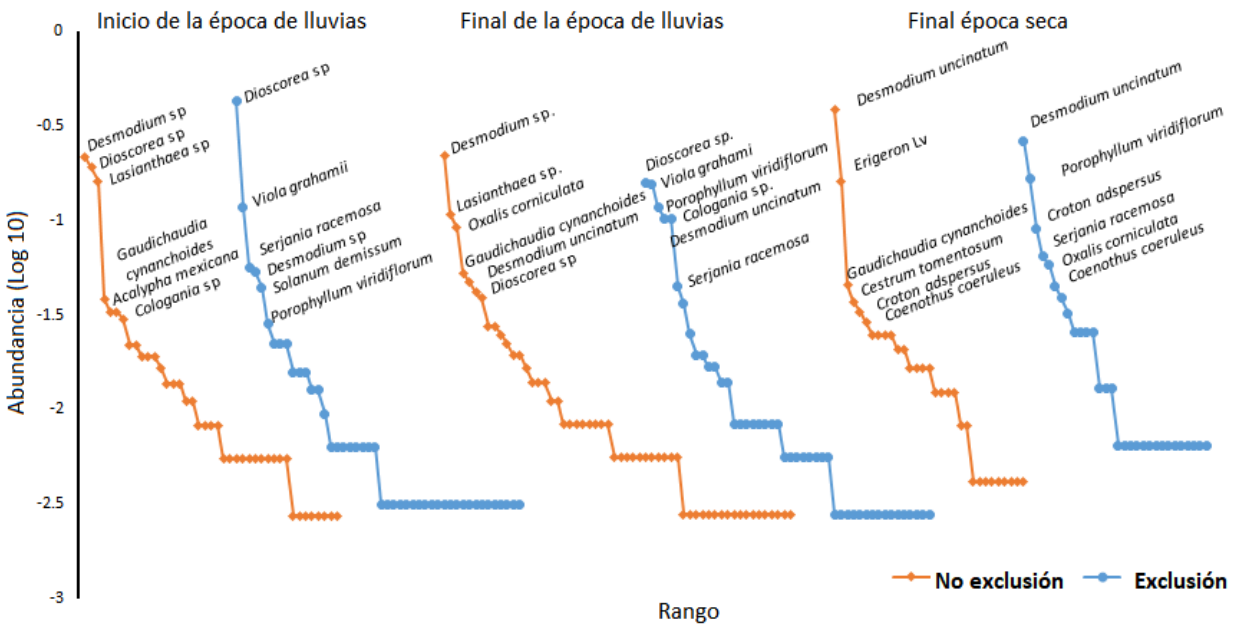 Inicio de la época de lluvias
Final de la época de lluvias
Final época seca
Abundancia (Log 10)
0
-0.5
-1
-1.5
-2
-2.5
-3
Desmodium sp
Dioscorea sp
Lasianthaea sp
Gaudichaudia
cynanchoides
Acalypha mexicana
Cologania sp
Dioscorea sp
Viola grahamii
Serjania racemosa
Desmodium sp
Solanum demissum
Porophyllum viridiflorum
Desmodium sp.
Lasianthaea sp.
Oxalis corniculata
Gaudichaudia cynanchoides
Desmodium uncinatum
Dioscorea sp
Dioscorea sp.
Viola grahami
Porophyllum viridiflorum
Cologania sp.
Desmodium uncinatum
Serjania racemosa
Desmodium uncinatum
Erigeron Lv
Gaudichaudia cynanchoides
Cestrum tomentosum
Croton adspersus
Coenothus coeruleus
Desmodium uncinatum
Porophyllum viridiflorum
Croton adspersus
Serjania racemosa
Oxalis corniculata
Coenothus coeruleus
No exclusión
Exclusión
Rango